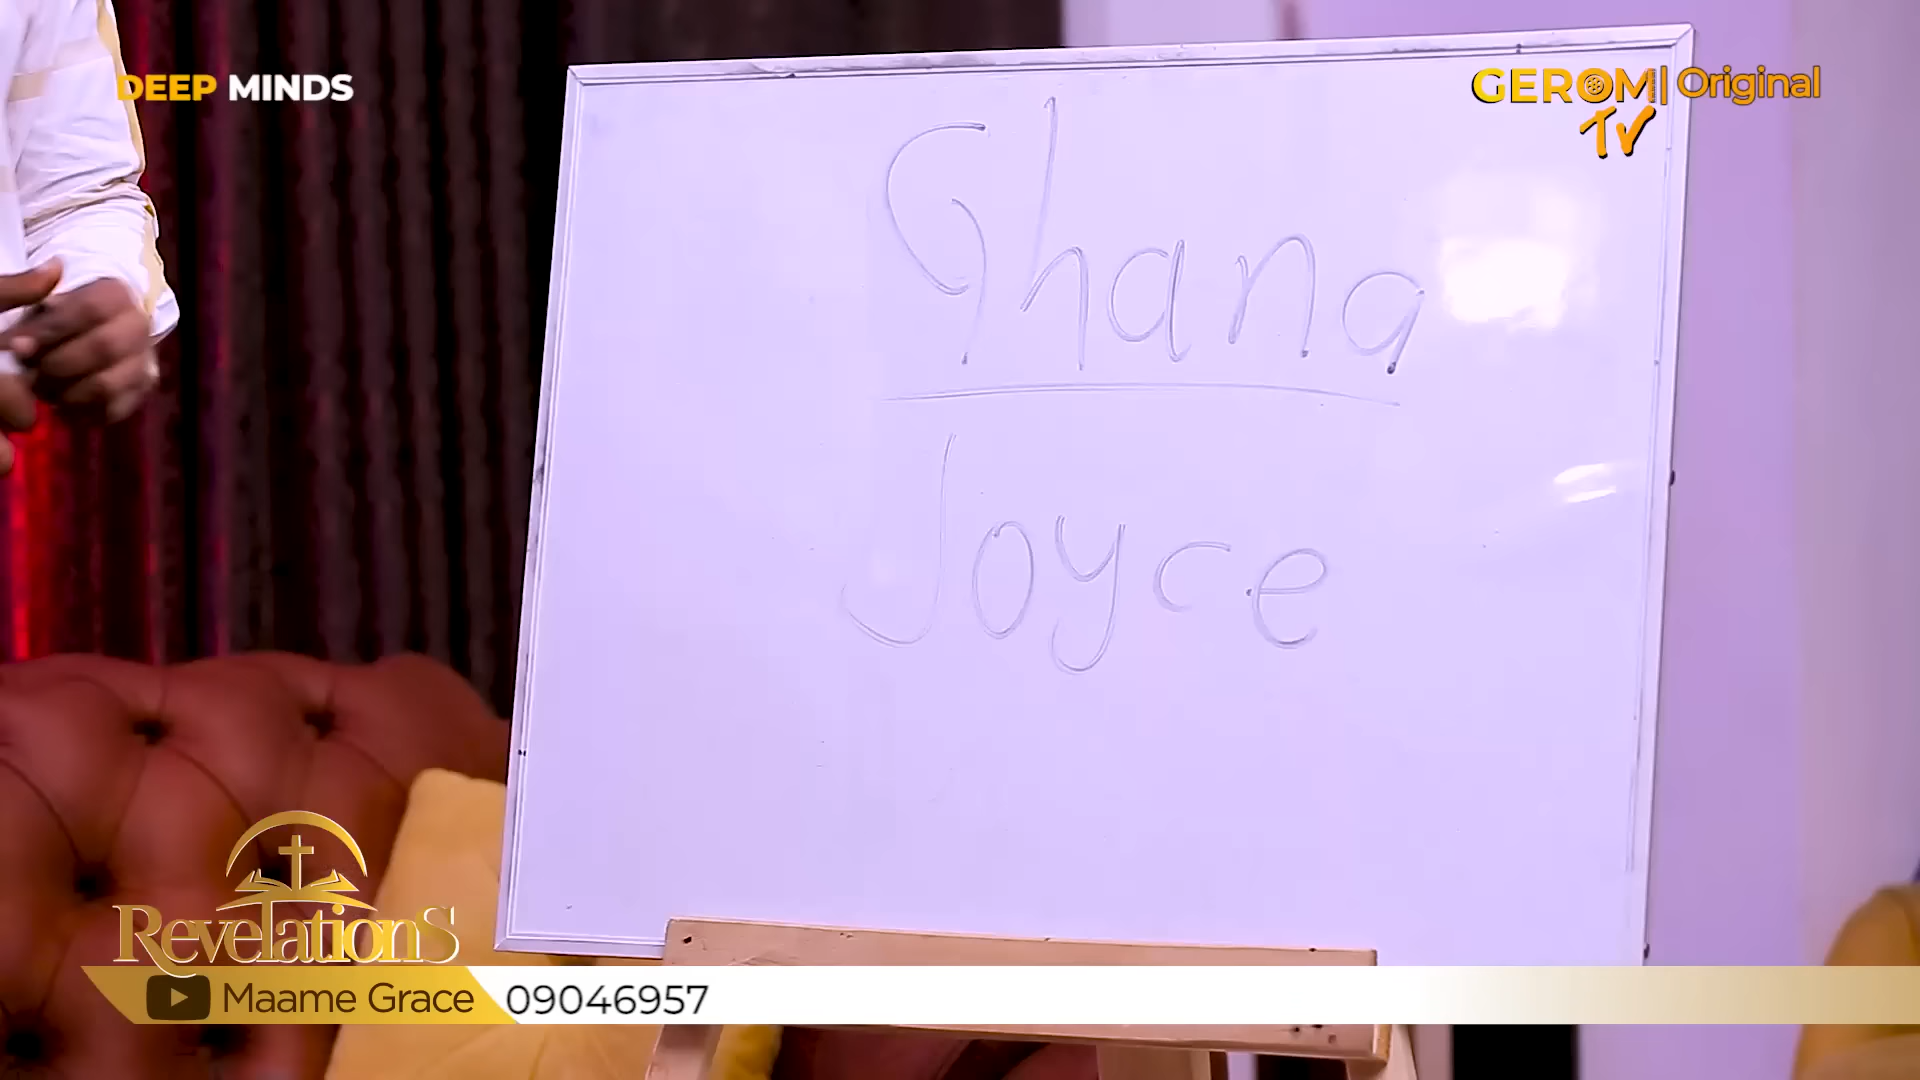 DEEP MINDS
GEROM TV | Original
Ghana
Joyce
Revelations
Maame Grace
09046957